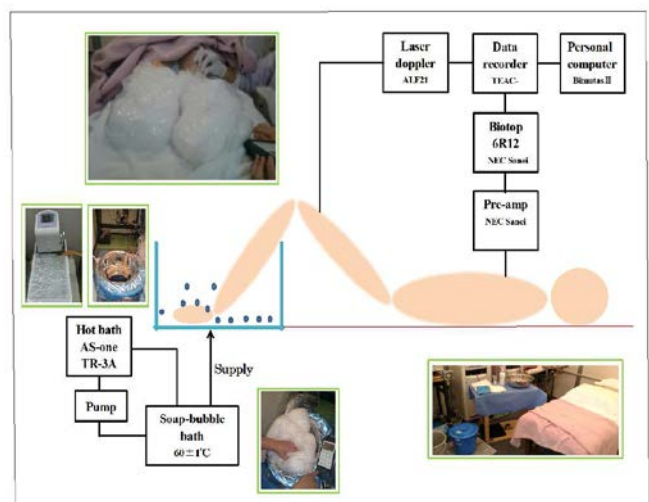 Laser
doppler
ALF21
Data
recorder
TEAC-
Personal
computer
Bimutas II
Biotop
6R12
NEC Sanei
Pre-amp
NEC Sanei
Hot bath
AS-one
TR-3A
Pump
Supply
Soap-bubble
bath
60±1℃